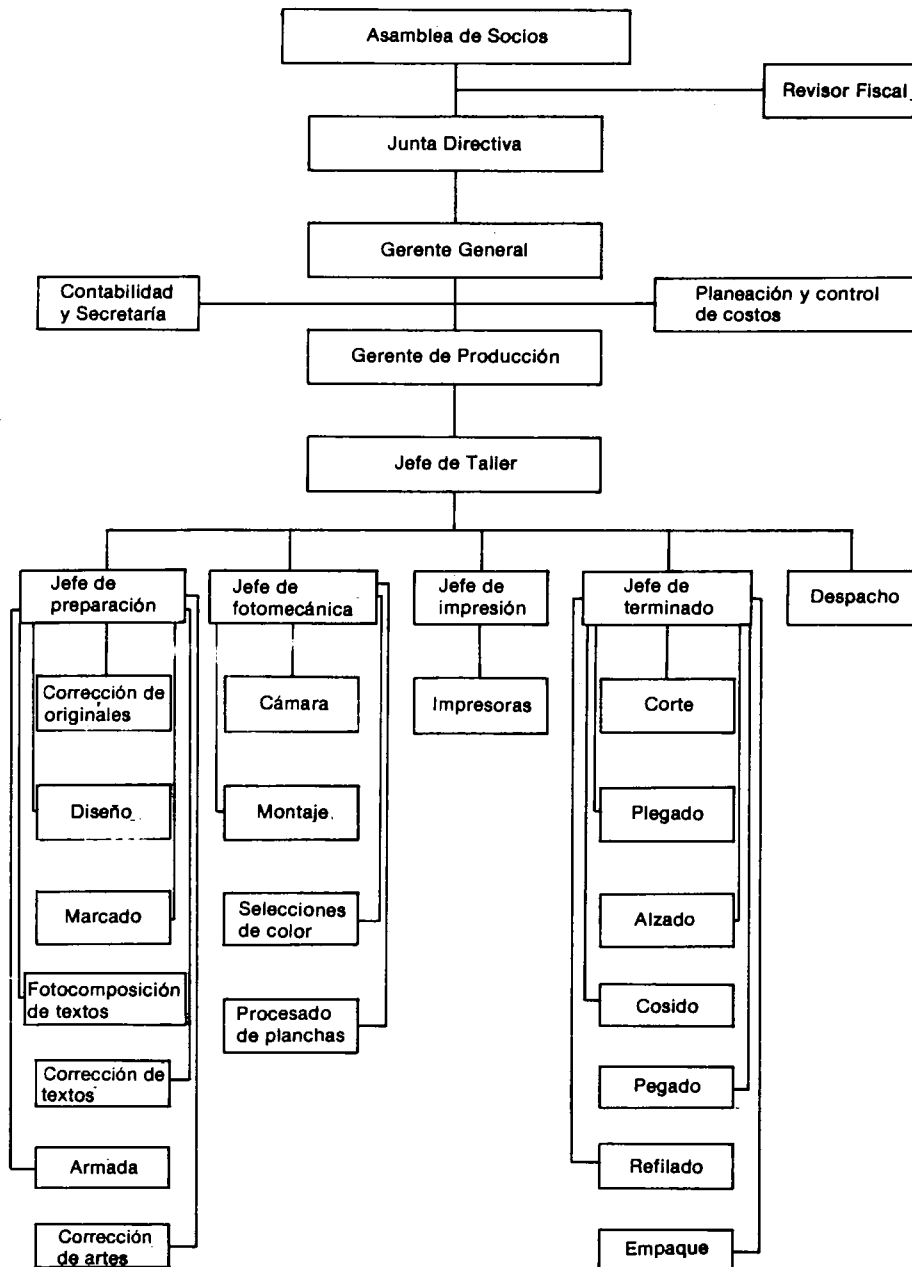 Asamblea de Socios
Revisor Fiscal
Junta Directiva
Gerente General
Contabilidad
y Secretaría
Planeación y control
de costos
Gerente de Producción
Jefe de Taller
Jefe de
preparación
Jefe de
fotomecánica
Jefe de
impresión
Jefe de
terminado
Despacho
Corrección de
originales
Diseño
Marcado
Fotocomposición
de textos
Corrección de
textos
Armada
Corrección
de artes
Cámara
Montaje
Selecciones
de color
Procesado
de planchas
Impresoras
Corte
Plegado
Alzado
Cosido
Pegado
Refilado
Empaque